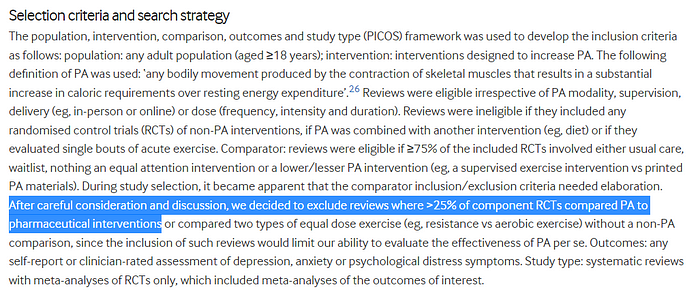 Selection criteria and search strategy
The population, intervention, comparison, outcomes and study type (PICOS) framework was used to develop the inclusion criteria
as follows: population: any adult population (aged ≥18 years); intervention: interventions designed to increase PA. The following
definition of PA was used: ‘any bodily movement produced by the contraction of skeletal muscles that results in a substantial
increase in caloric requirements over resting energy expenditure’.26 Reviews were eligible irrespective of PA modality, supervision,
delivery (eg, in-person or online) or dose (frequency, intensity and duration). Reviews were ineligible if they included any
randomised control trials (RCTs) of non-PA interventions, if PA was combined with another intervention (eg, diet) or if they
evaluated single bouts of acute exercise. Comparator: reviews were eligible if ≥75% of the included RCTs involved either usual care,
waitlist, nothing an equal attention intervention or a lower/lesser PA intervention (eg, a supervised exercise intervention vs printed
PA materials). During study selection, it became apparent that the comparator inclusion/exclusion criteria needed elaboration.
After careful consideration and discussion, we decided to exclude reviews where >25% of component RCTs compared PA to
pharmaceutical interventions or compared two types of equal dose exercise (eg, resistance vs aerobic exercise) without a non-PA
comparison, since the inclusion of such reviews would limit our ability to evaluate the effectiveness of PA per se. Outcomes: any
self-report or clinician-rated assessment of depression, anxiety or psychological distress symptoms. Study type: systematic reviews
with meta-analyses of RCTs only, which included meta-analyses of the outcomes of interest.